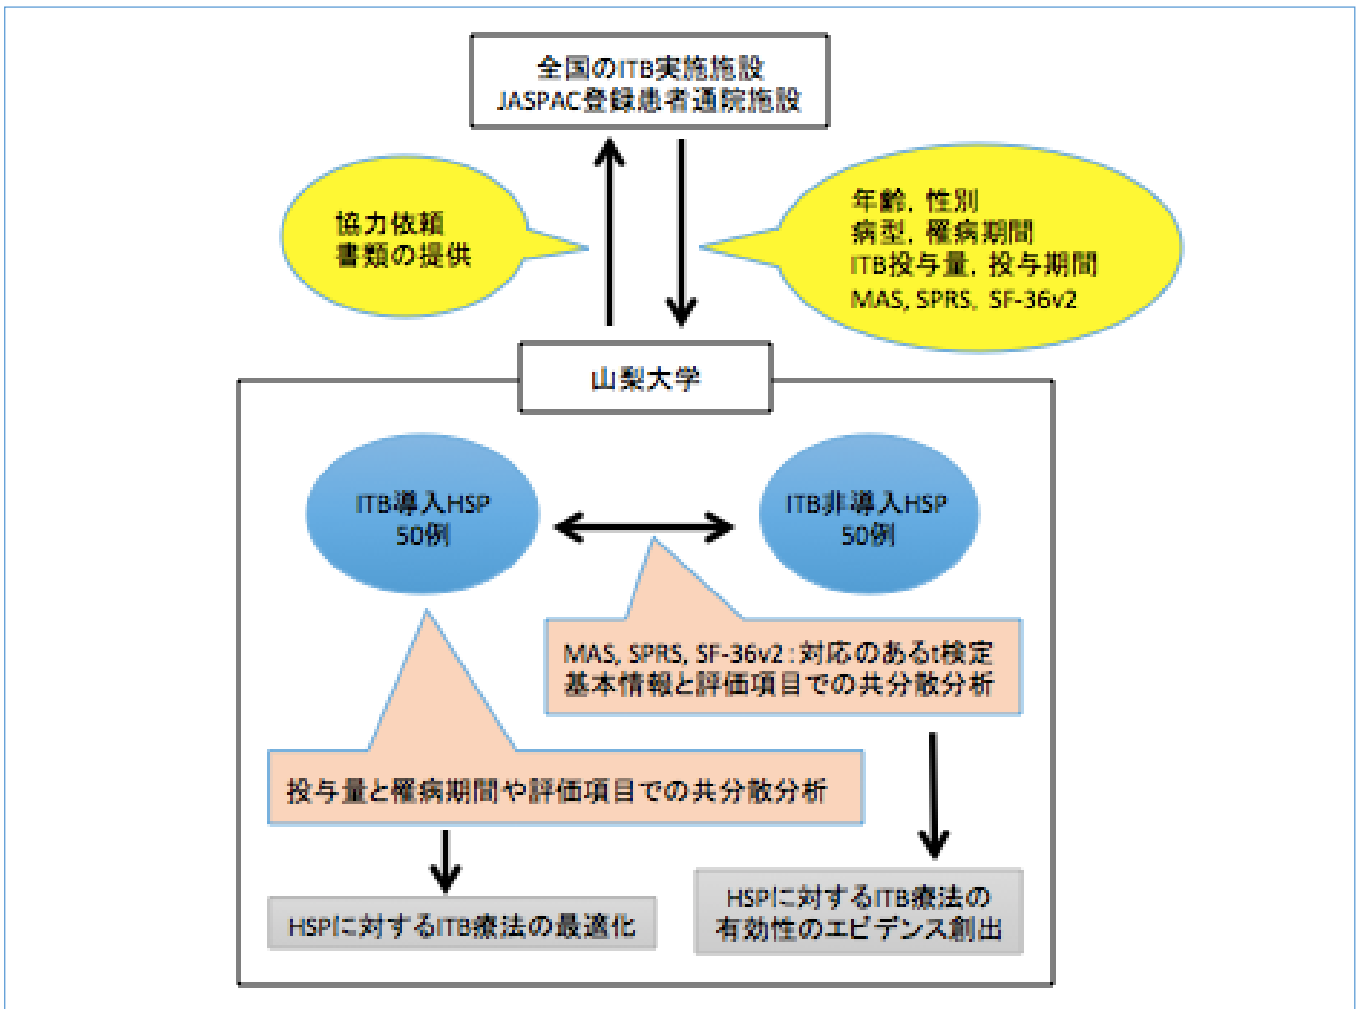 全国のITB実施施設
JASPAC登録患者通院施設
協力依頼
書類の提供
年齢, 性別
病型, 罹病期間
ITB投与量, 投与期間
MAS, SPRS, SF-36v2
山梨大学
ITB導入HSP
50例
ITB非導入HSP
50例
MAS, SPRS, SF-36v2：対応のあるt検定
基本情報と評価項目での共分散分析
投与量と罹病期間や評価項目での共分散分析
HSPに対するITB療法の最適化
HSPに対するITB療法の
有効性のエビデンス創出